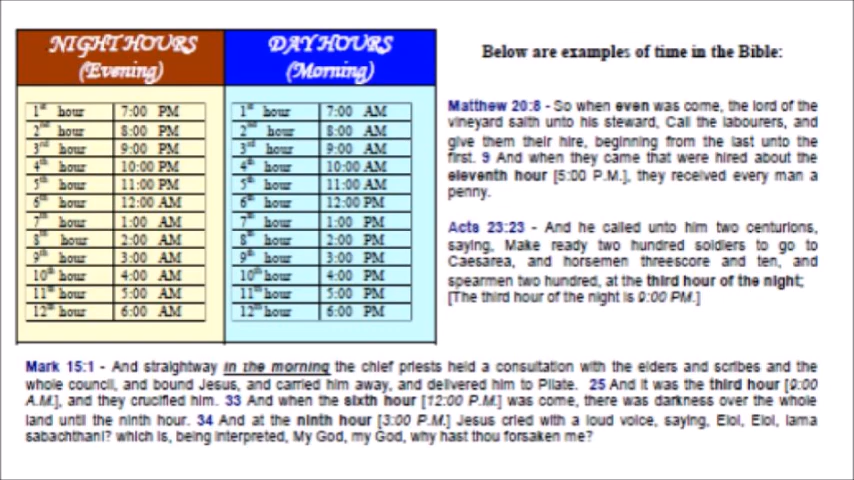 NIGHT HOURS
(Evening)
1st hour 7:00 PM
2nd hour 8:00 PM
3rd hour 9:00 PM
4th hour 10:00 PM
5th hour 11:00 PM
6th hour 12:00 AM
7th hour 1:00 AM
8th hour 2:00 AM
9th hour 3:00 AM
10th hour 4:00 AM
11th hour 5:00 AM
12th hour 6:00 AM
DAY HOURS
(Morning)
1st hour 7:00 AM
2nd hour 8:00 AM
3rd hour 9:00 AM
4th hour 10:00 AM
5th hour 11:00 AM
6th hour 12:00 PM
7th hour 1:00 PM
8th hour 2:00 PM
9th hour 3:00 PM
10th hour 4:00 PM
11th hour 5:00 PM
12th hour 6:00 PM
Below are examples of time in the Bible:
Matthew 20:8 - So when even was come, the lord of the
vineyard saith unto his steward, Call the labourers, and
give them their hire, beginning from the last unto the
first. 9 And when they came that were hired about the
eleventh hour [5:00 P.M.], they received every man a
penny.
Acts 23:23 - And he called unto him two centurions,
saying, Make ready two hundred soldiers to go to
Caesarea, and horsemen threescore and ten, and
spearmen two hundred, at the third hour of the night;
[The third hour of the night is 9:00 PM.]
Mark 15:1 - And straightway in the morning the chief priests held a consultation with the elders and scribes and the
whole council, and bound Jesus, and carried him away, and delivered him to Pilate. 25 And it was the third hour [9:00
A.M.], and they crucified him. 33 And when the sixth hour [12:00 P.M.] was come, there was darkness over the whole
land until the ninth hour. 34 And at the ninth hour [3:00 P.M.] Jesus cried with a loud voice, saying, Eloi, Eloi, lama
sabachthani? which is, being interpreted, My God, my God, why hast thou forsaken me?